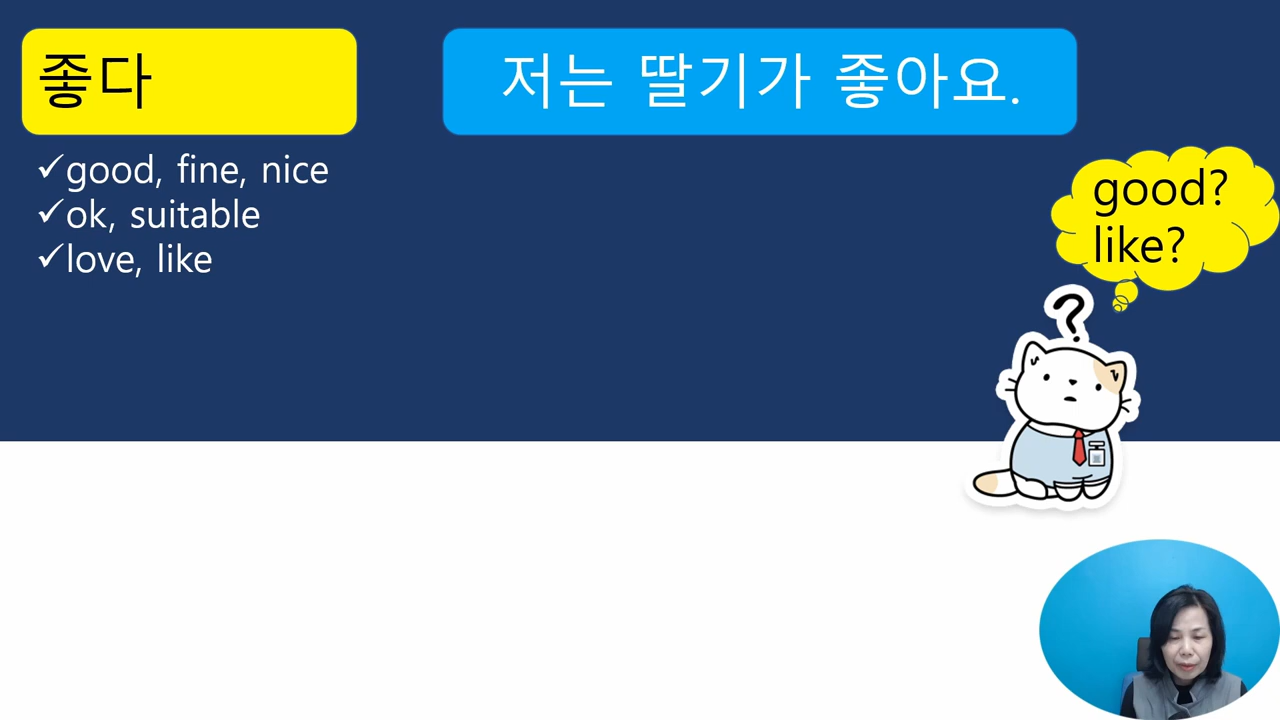 좋다
저는 딸기가 좋아요.
✓good, fine, nice
✓ok, suitable
✓love, like
good?
like?
?